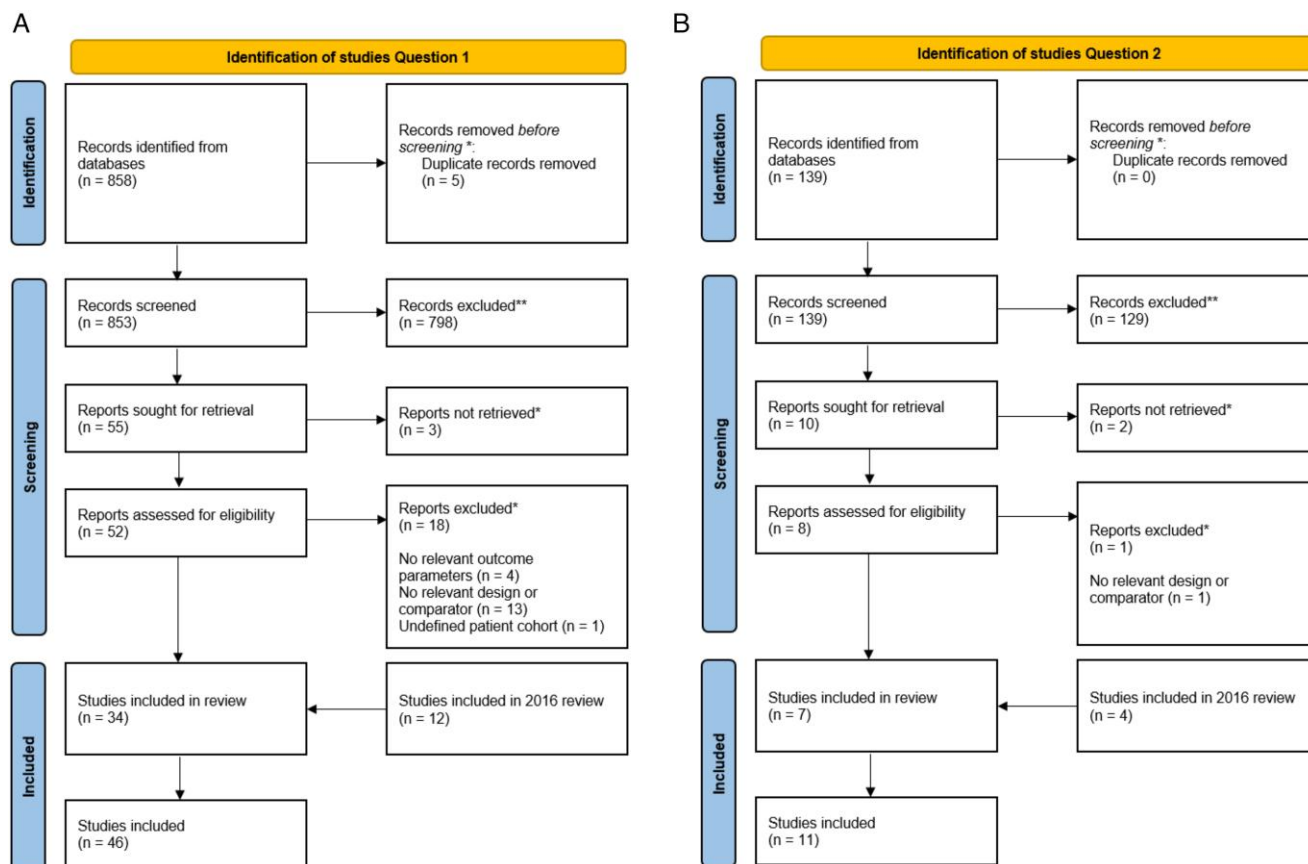 A
Identification of studies Question 1
Identification
Records identified from
databases
(n = 858)
Records removed before
screening *:
Duplicate records removed
(n = 5)
Screening
Records screened
(n = 853)
Records excluded**
(n = 798)
Reports sought for retrieval
(n = 55)
Reports not retrieved*
(n = 3)
Reports assessed for eligibility
(n = 52)
Reports excluded*
(n = 18)
No relevant outcome
parameters (n = 4)
No relevant design or
comparator (n = 13)
Undefined patient cohort (n = 1)
Included
Studies included in review
(n = 34)
Studies included in 2016 review
(n = 12)
Studies included
(n = 46)
B
Identification of studies Question 2
Identification
Records identified from
databases
(n = 139)
Records removed before
screening *:
Duplicate records removed
(n = 0)
Screening
Records screened
(n = 139)
Records excluded**
(n = 129)
Reports sought for retrieval
(n = 10)
Reports not retrieved*
(n = 2)
Reports assessed for eligibility
(n = 8)
Reports excluded*
(n = 1)
No relevant design or
comparator (n = 1)
Included
Studies included in review
(n = 7)
Studies included in 2016 review
(n = 4)
Studies included
(n = 11)